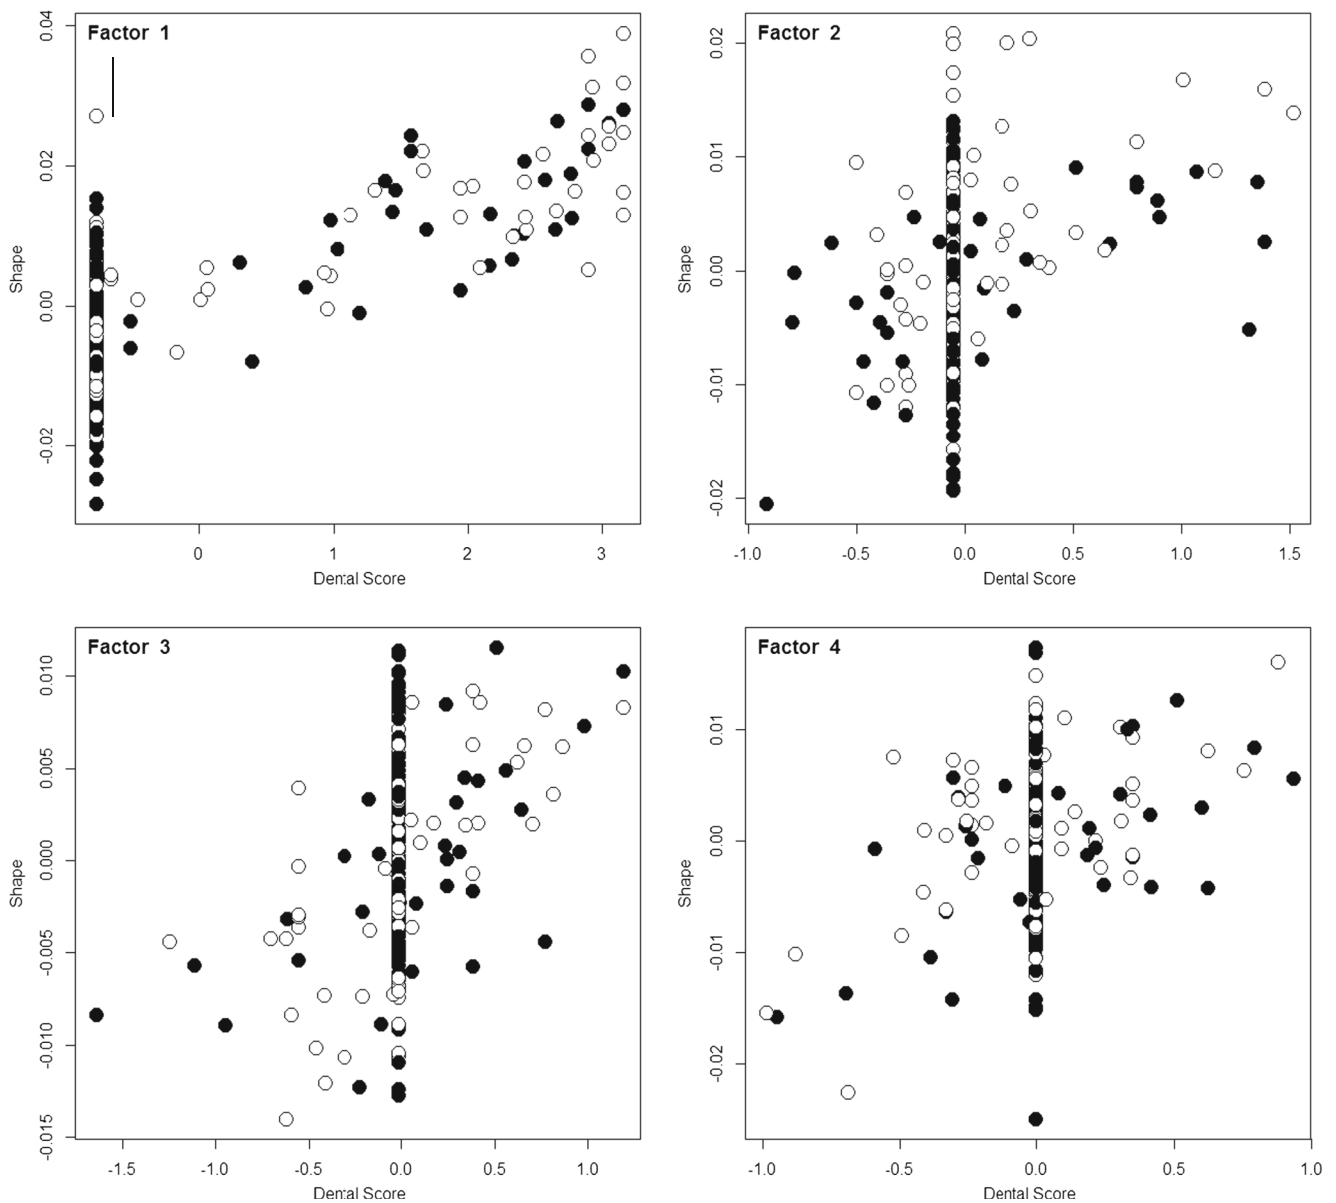 Factor 1
0.04
0.02
0.00
-0.02
Shape
0 1 2 3
Dental Score
Factor 2
0.02
0.01
0.00
-0.01
-0.02
Shape
-1.0 -0.5 0.0 0.5 1.0 1.5
Dental Score
Factor 3
0.010
0.005
0.000
-0.005
-0.010
-0.015
Shape
-1.5 -1.0 -0.5 0.0 0.5 1.0
Dental Score
Factor 4
0.01
0.00
-0.01
-0.02
Shape
-1.0 -0.5 0.0 0.5 1.0
Dental Score